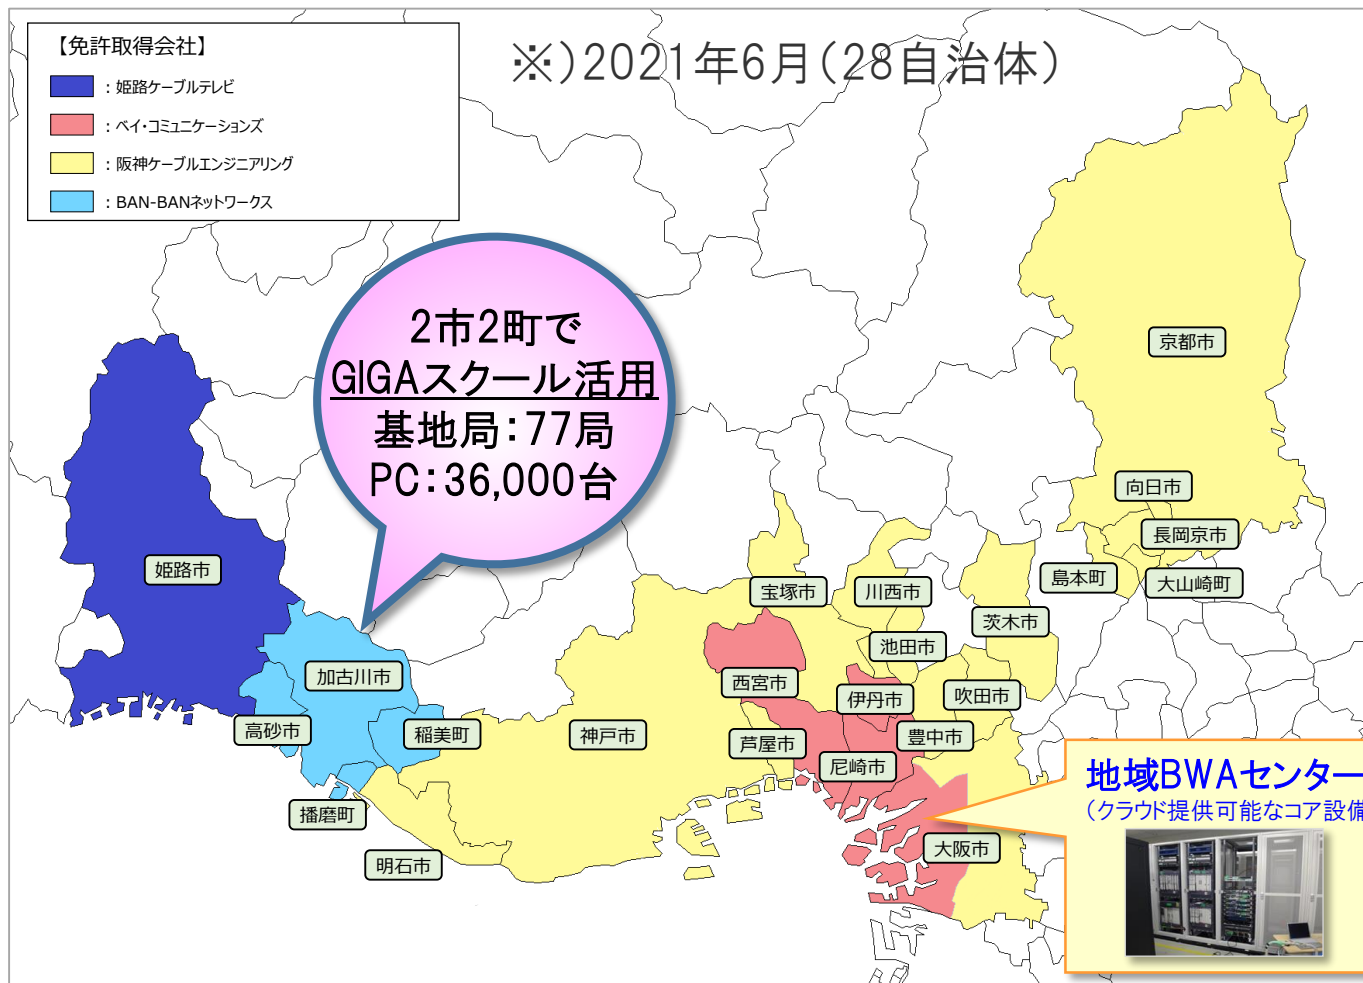 【免許取得会社】
：姫路ケーブルテレビ
：ベイ・コミュニケーションズ
：阪神ケーブルエンジニアリング
：BAN-BANネットワークス
※）2021年6月（28自治体）
2市2町で
GIGAスクール活用
基地局：77局
PC：36,000台
京都市
向日市
長岡京市
島本町
大山崎町
姫路市
宝塚市
川西市
茨木市
池田市
加古川市
西宮市
伊丹市
吹田市
高砂市
稲美町
神戸市
芦屋市
豊中市
尼崎市
播磨町
明石市
大阪市
地域BWAセンター
（クラウド提供可能なコア設備